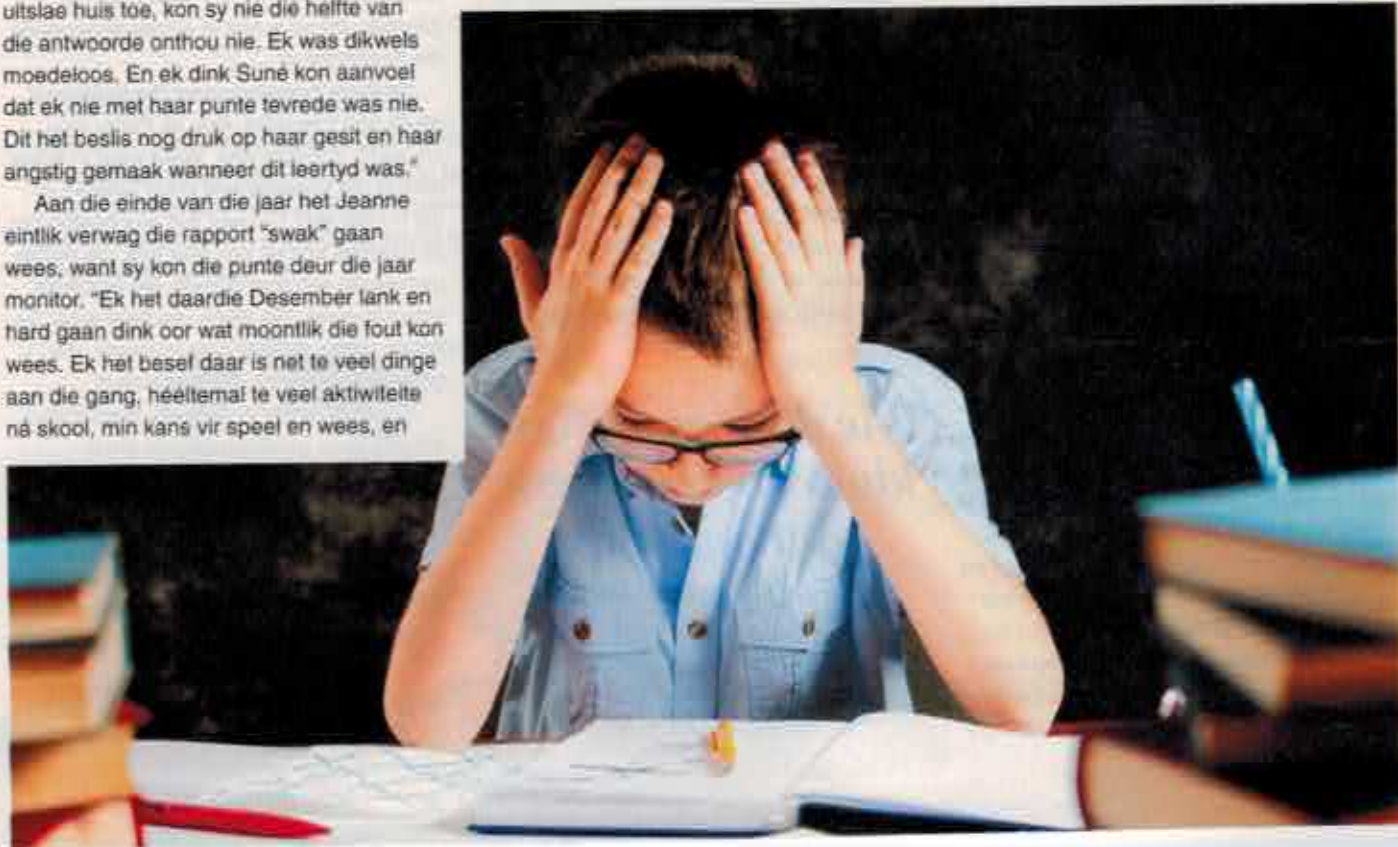 uitslae huis toe, kon sy nie die helfte van
die antwoorde onthou nie. Ek was dikwels
moedeloos. En ek dink Suné kon aanvoel
dat ek nie met haar punte tevrede was nie.
Dit het beslis nog druk op haar gesit en haar
angstig gemaak wanneer dit leertyd was."
Aan die einde van die jaar het Jeanne
eintlik verwag die rapport "swak" gaan
wees, want sy kon die punte deur die jaar
monitor. "Ek het daardie Desember lank en
hard gaan dink oor wat moontlik die fout kon
wees. Ek het besef daar is net te veel dinge
aan die gang, heeltemal te veel aktiwiteite
ná skool, min kans vir speel en wees, en